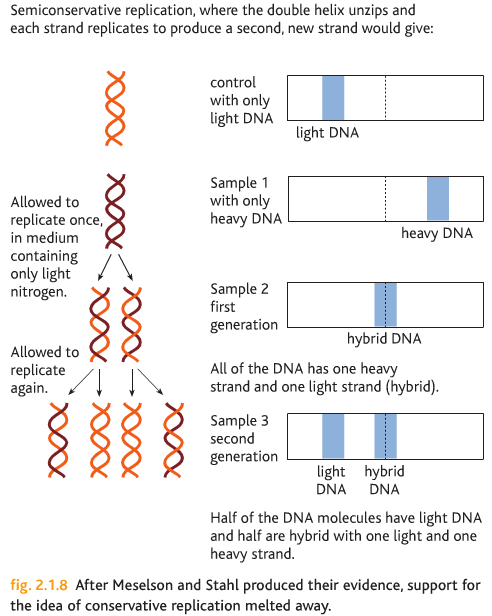 Semiconservative replication, where the double helix unzips and
each strand replicates to produce a second, new strand would give:
control
with only
light DNA
light DNA
Sample 1
with only
heavy DNA
heavy DNA
Allowed to
replicate once,
in medium
containing
only light
nitrogen.
Sample 2
first
generation
hybrid DNA
All of the DNA has one heavy
strand and one light strand (hybrid).
Allowed to
replicate
again.
Sample 3
second
generation
light
DNA
hybrid
DNA
Half of the DNA molecules have light DNA
and half are hybrid with one light and one
heavy strand.
fig. 2.1.8 After Meselson and Stahl produced their evidence, support for
the idea of conservative replication melted away.